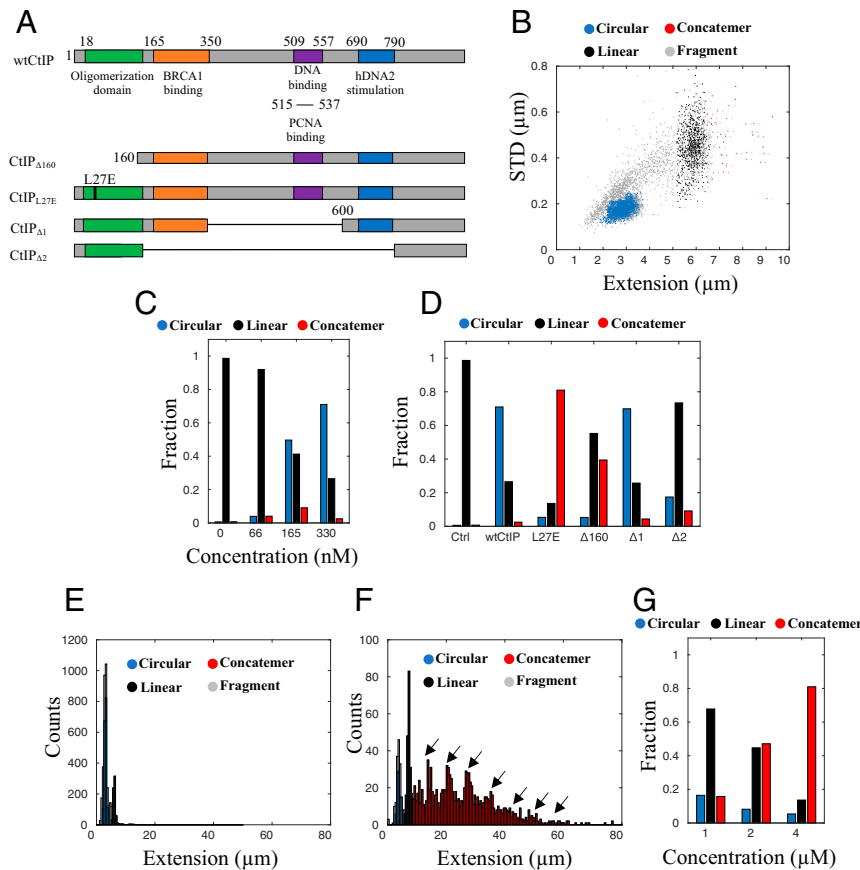 A
18 165 350 509 557 690 790
wtCtIP 1
Oligomerization domain
BRCA1 binding
DNA binding
hDNA2 stimulation
515 — 537
PCNA binding
160
CtIPΔ160
L27E
CtIPL27E
600
CtIPΔ1
CtIPΔ2
B
Circular Concatemer
Linear Fragment
STD (µm)
0.8
0.6
0.4
0.2
0
0 1 2 3 4 5 6 7 8 9 10
Extension (µm)
C
Circular Linear Concatemer
Fraction
1
0.8
0.6
0.4
0.2
0
0 66 165 330
Concentration (nM)
D
Circular Linear Concatemer
Fraction
1
0.8
0.6
0.4
0.2
0
Ctrl wtCtIP L27E Δ160 Δ1 Δ2
E
Circular Concatemer
Linear Fragment
Counts
1200
1000
800
600
400
200
0
0 20 40 60 80
Extension (µm)
F
Circular Concatemer
Linear Fragment
Counts
100
80
60
40
20
0
0 20 40 60 80
Extension (µm)
G
Circular Linear Concatemer
Fraction
1
0.8
0.6
0.4
0.2
0
1 2 4
Concentration (µM)